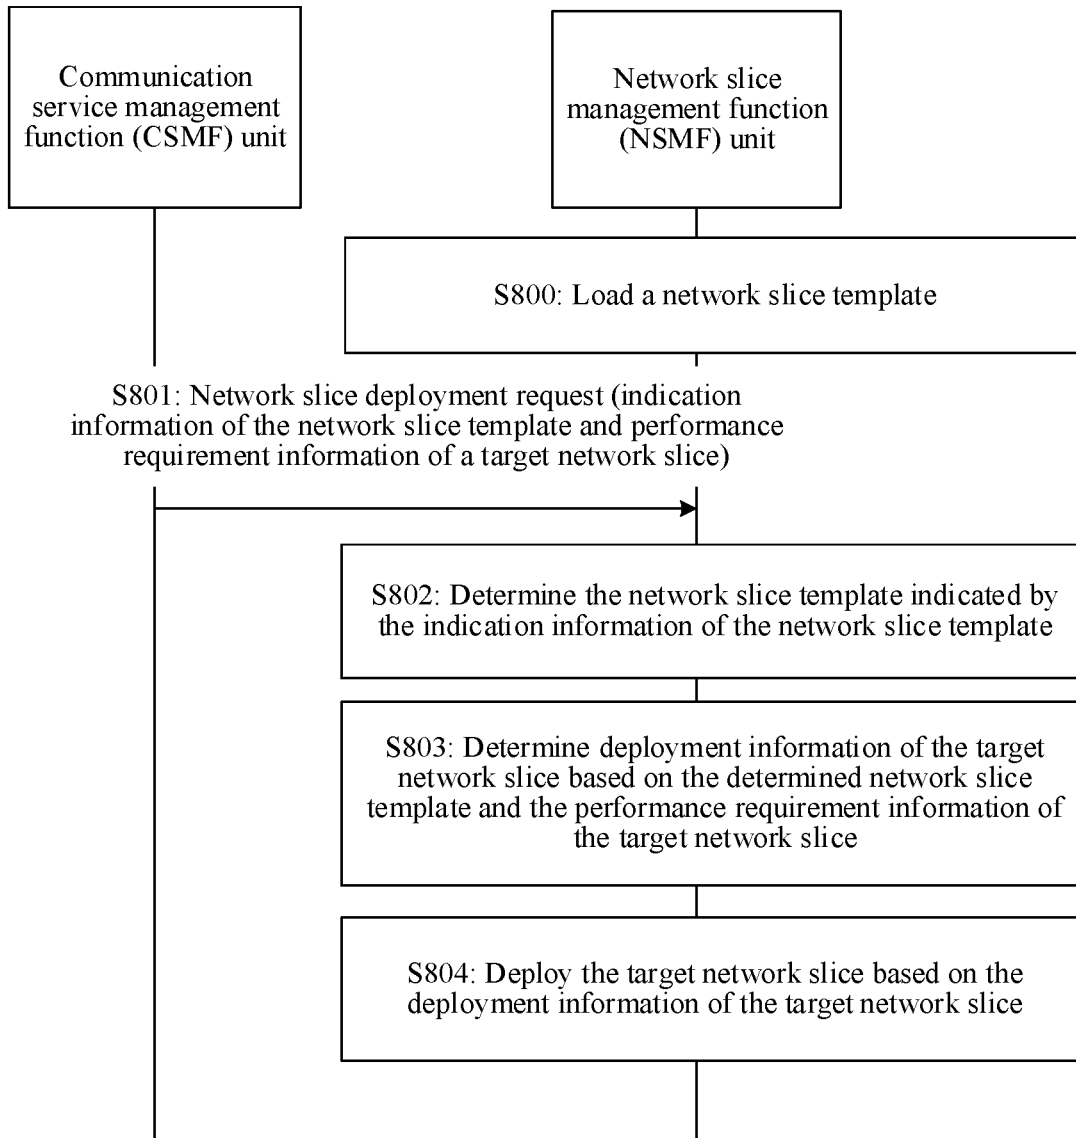 Communication
service management
function (CSMF) unit
Network slice
management function
(NSMF) unit
S800: Load a network slice template
S801: Network slice deployment request (indication
information of the network slice template and performance
requirement information of a target network slice)
S802: Determine the network slice template indicated by
the indication information of the network slice template
S803: Determine deployment information of the target
network slice based on the determined network slice
template and the performance requirement information of
the target network slice
S804: Deploy the target network slice based on the
deployment information of the target network slice